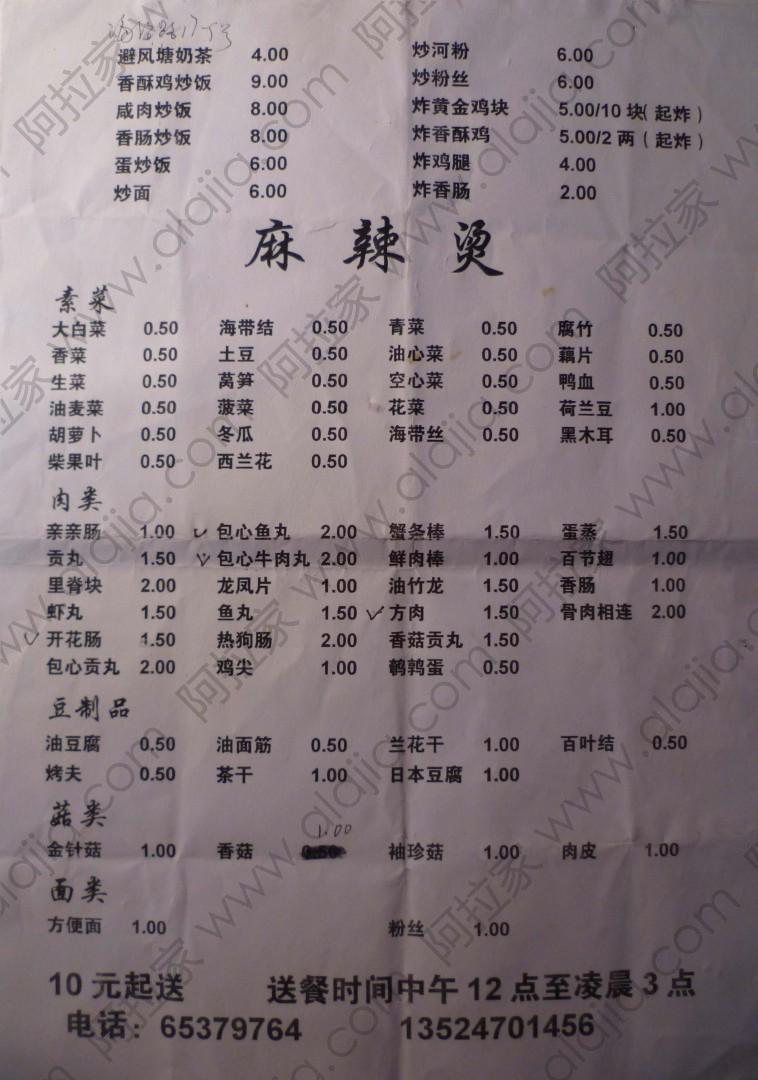 避风塘奶茶 4.00 炒河粉 6.00
香酥鸡炒饭 9.00 炒粉丝 6.00
咸肉炒饭 8.00 炸黄金鸡块 5.00/10 块(起炸)
香肠炒饭 8.00 炸香酥鸡 5.00/2 两(起炸)
蛋炒饭 6.00 炸鸡腿 4.00
炒面 6.00 炸香肠 2.00
麻辣烫
素菜
大白菜 0.50 海带结 0.50 青菜 0.50 腐竹 0.50
香菜 0.50 土豆 0.50 油心菜 0.50 藕片 0.50
生菜 0.50 莴笋 0.50 空心菜 0.50 鸭血 0.50
油麦菜 0.50 菠菜 0.50 花菜 0.50 荷兰豆 1.00
胡萝卜 0.50 冬瓜 0.50 海带丝 0.50 黑木耳 0.50
柴果叶 0.50 西兰花 0.50
肉类
亲亲肠 1.00 包心鱼丸 2.00 蟹条棒 1.50 蛋蒸 1.50
贡丸 1.50 包心牛肉丸 2.00 鲜肉棒 1.00 百节翅 1.00
里脊块 2.00 龙凤片 1.00 油竹龙 1.50 香肠 1.00
虾丸 1.50 鱼丸 1.50 方肉 1.50 骨肉相连 2.00
开花肠 1.50 热狗肠 2.00 香菇贡丸 1.50
包心贡丸 2.00 鸡尖 1.00 鹌鹑蛋 0.50
豆制品
油豆腐 0.50 油面筋 0.50 兰花干 1.00 百叶结 0.50
烤夫 0.50 茶干 1.00 日本豆腐 1.00
菇类
1.00
金针菇 1.00 香菇 0.50 袖珍菇 1.00 肉皮 1.00
面类
方便面 1.00 粉丝 1.00
10 元起送 送餐时间中午 12 点至凌晨 3 点
电话：65379764 13524701456
阿拉家 www.alajia.com